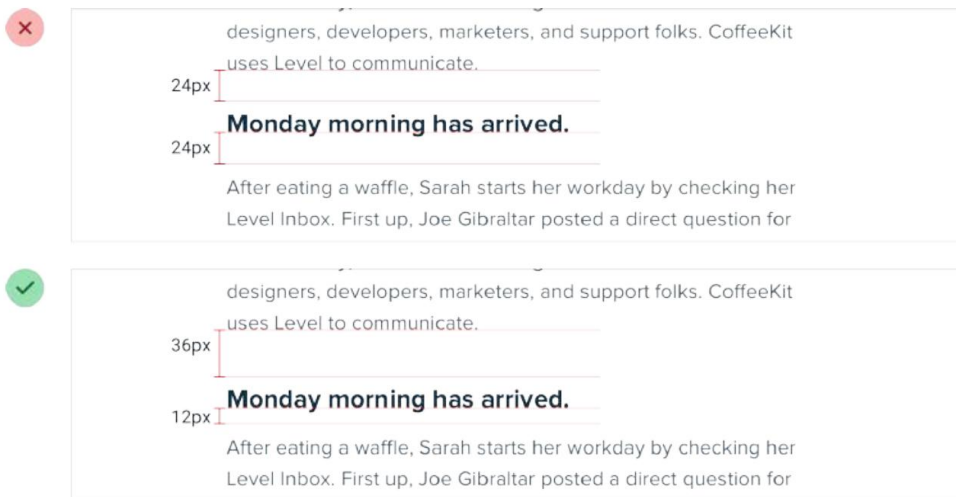 designers, developers, marketers, and support folks. CoffeeKit
uses Level to communicate.
24px
Monday morning has arrived.
24px
After eating a waffle, Sarah starts her workday by checking her
Level Inbox. First up, Joe Gibraltar posted a direct question for
designers, developers, marketers, and support folks. CoffeeKit
uses Level to communicate.
36px
Monday morning has arrived.
12px
After eating a waffle, Sarah starts her workday by checking her
Level Inbox. First up, Joe Gibraltar posted a direct question for